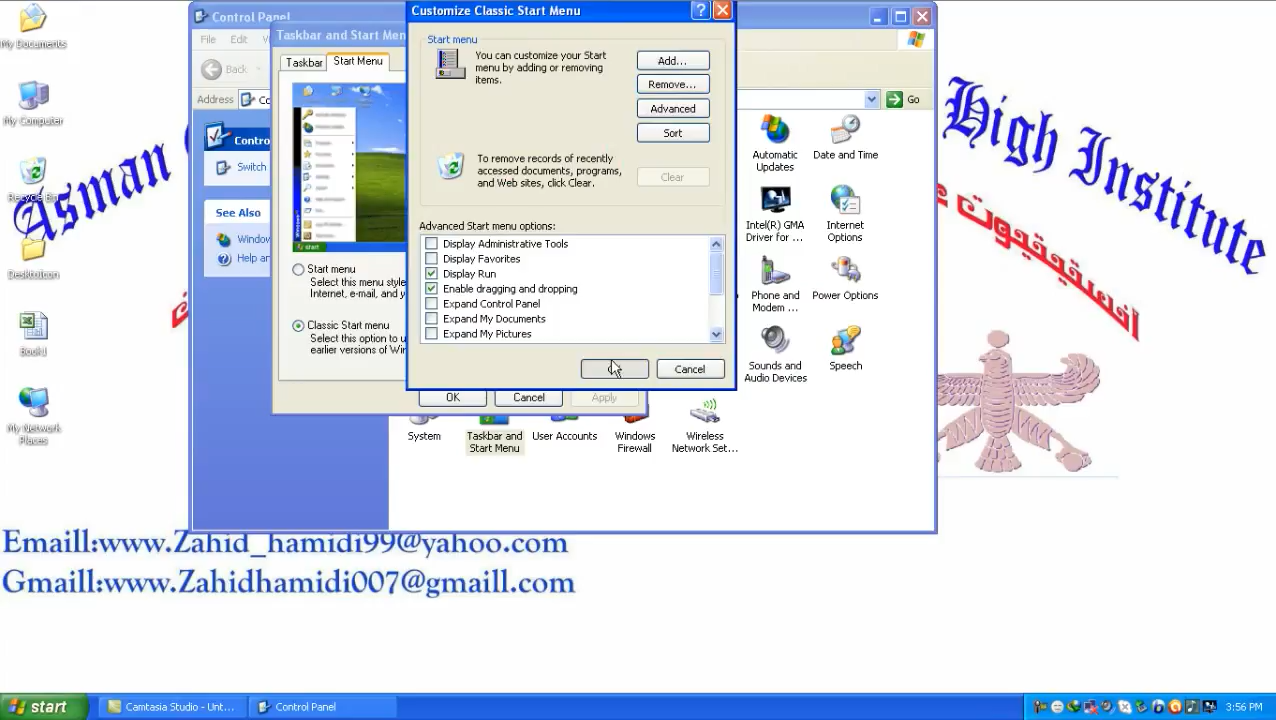 My Documents
My Computer
Recycle Bin
DesktoIcon
Book1
My Network
Places
Asman
High Institute
Control Panel
File
Edit
Back
Address
Go
Switch
See Also
Windows
Taskbar and Start Men
Taskbar
Start Menu
Start menu
Select this menu style
Internet, e-mail, and y
Classic Start menu
Select this option to u
earlier versions of Win
OK
Cancel
Apply
Customize Classic Start Menu
Start menu
You can customize your Start
menu by adding or removing
items.
Add...
Remove...
Advanced
Sort
To remove records of recently
accessed documents, programs,
and Web sites, click Clear.
Clear
Advanced Start menu options:
Display Administrative Tools
Display Favorites
Display Run
Enable dragging and dropping
Expand Control Panel
Expand My Documents
Expand My Pictures
Cancel
Automatic
Updates
Date and Time
Intel(R) GMA
Driver for ...
Internet
Options
Phone and
Modem ...
Power Options
Sounds and
Audio Devices
Speech
System
Taskbar and
Start Menu
User Accounts
Windows
Firewall
Wireless
Network Set...
Emaill:www.Zahid_hamidi99@yahoo.com
Gmaill:www.Zahidhamidi007@gmaill.com
start
Camtasia Studio - Unt...
Control Panel
3:56 PM